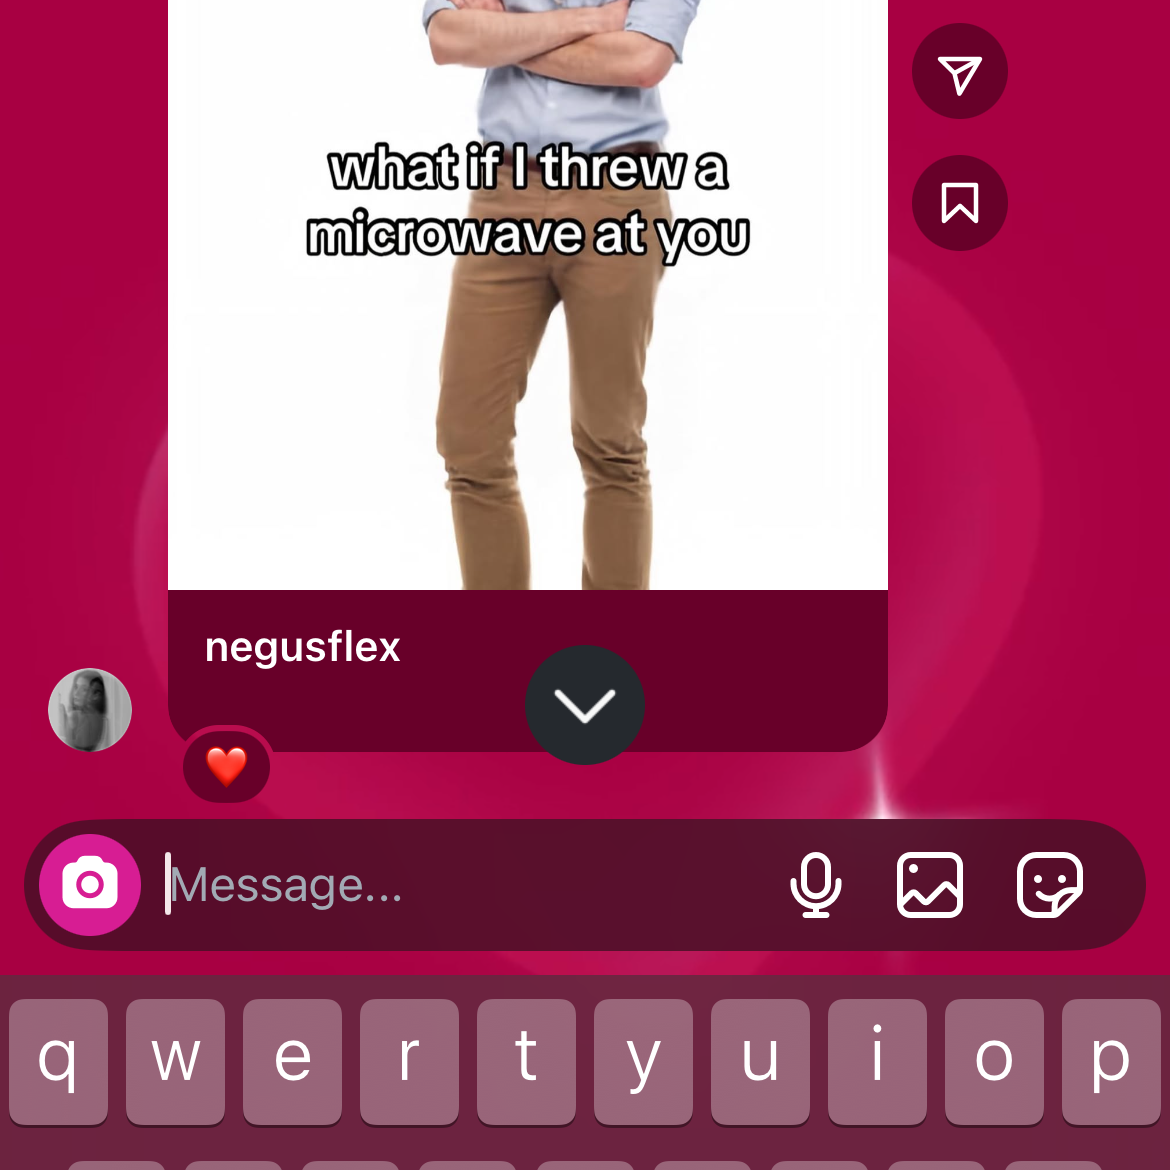 what if I threw a
microwave at you
negusflex
Message...
q w e r t y u i o p